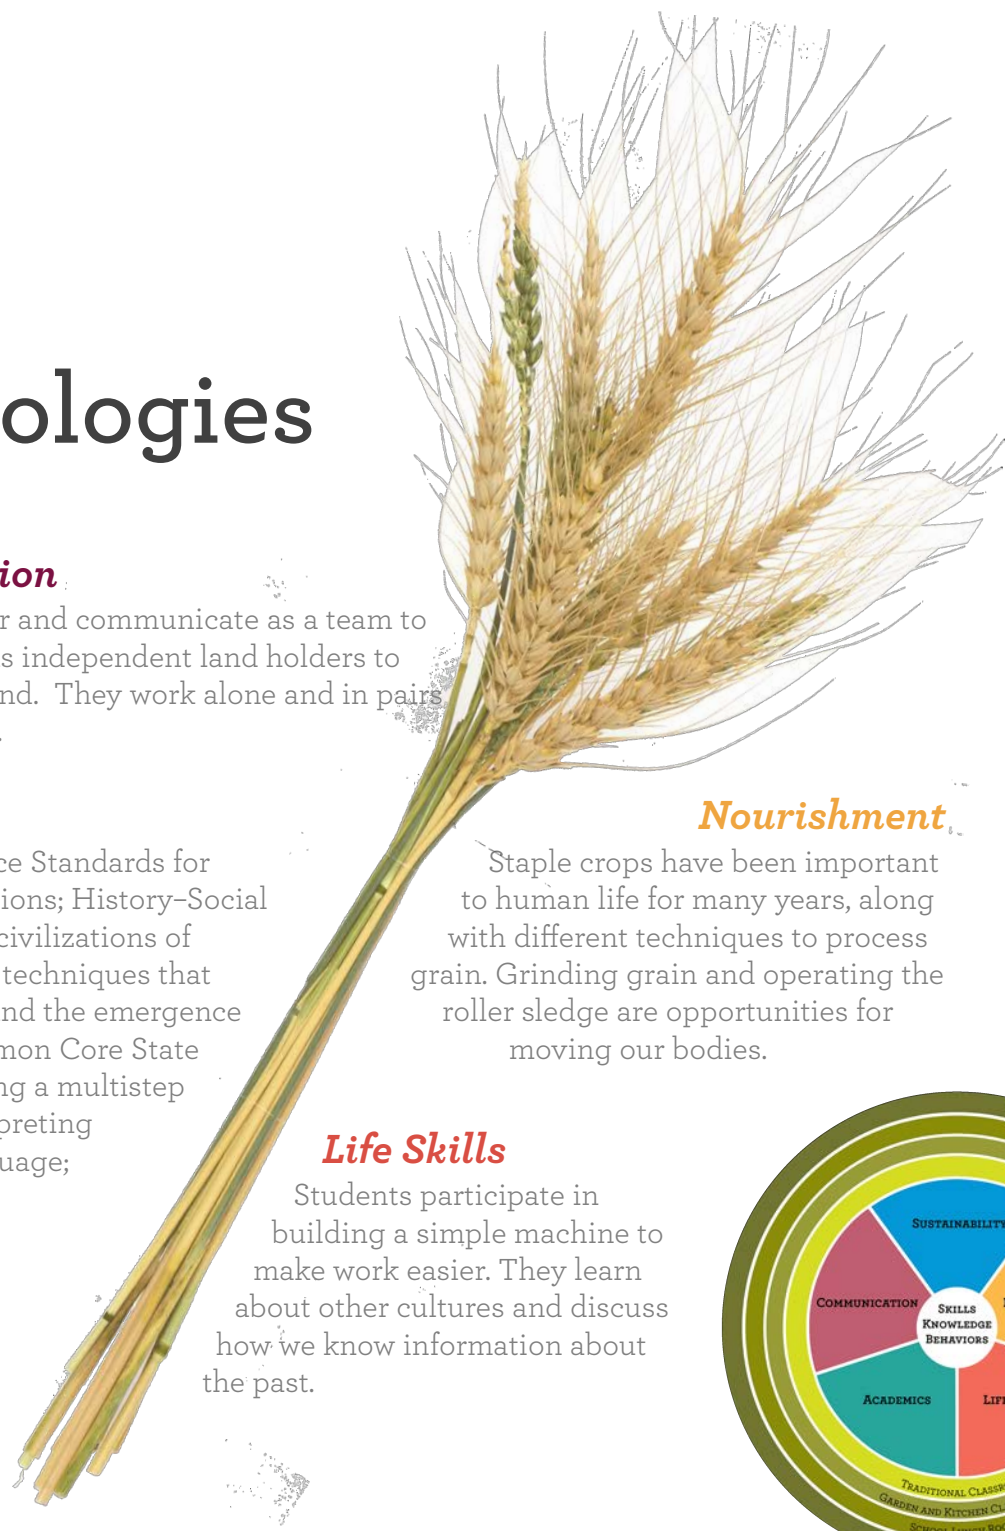 ologies
ion
r and communicate as a team to
s independent land holders to
nd. They work alone and in pairs
.
ce Standards for
ions; History–Social
civilizations of
techniques that
nd the emergence
mon Core State
ng a multistep
preting
uage;
Nourishment
Staple crops have been important
to human life for many years, along
with different techniques to process
grain. Grinding grain and operating the
roller sledge are opportunities for
moving our bodies.
Life Skills
Students participate in
building a simple machine to
make work easier. They learn
about other cultures and discuss
how we know information about
the past.
SUSTAINABILITY
COMMUNICATION
SKILLS
KNOWLEDGE
BEHAVIORS
ACADEMICS
LIF
TRADITIONAL CLASSR
GARDEN AND KITCHEN CL
SCHOOL LUNCH RO